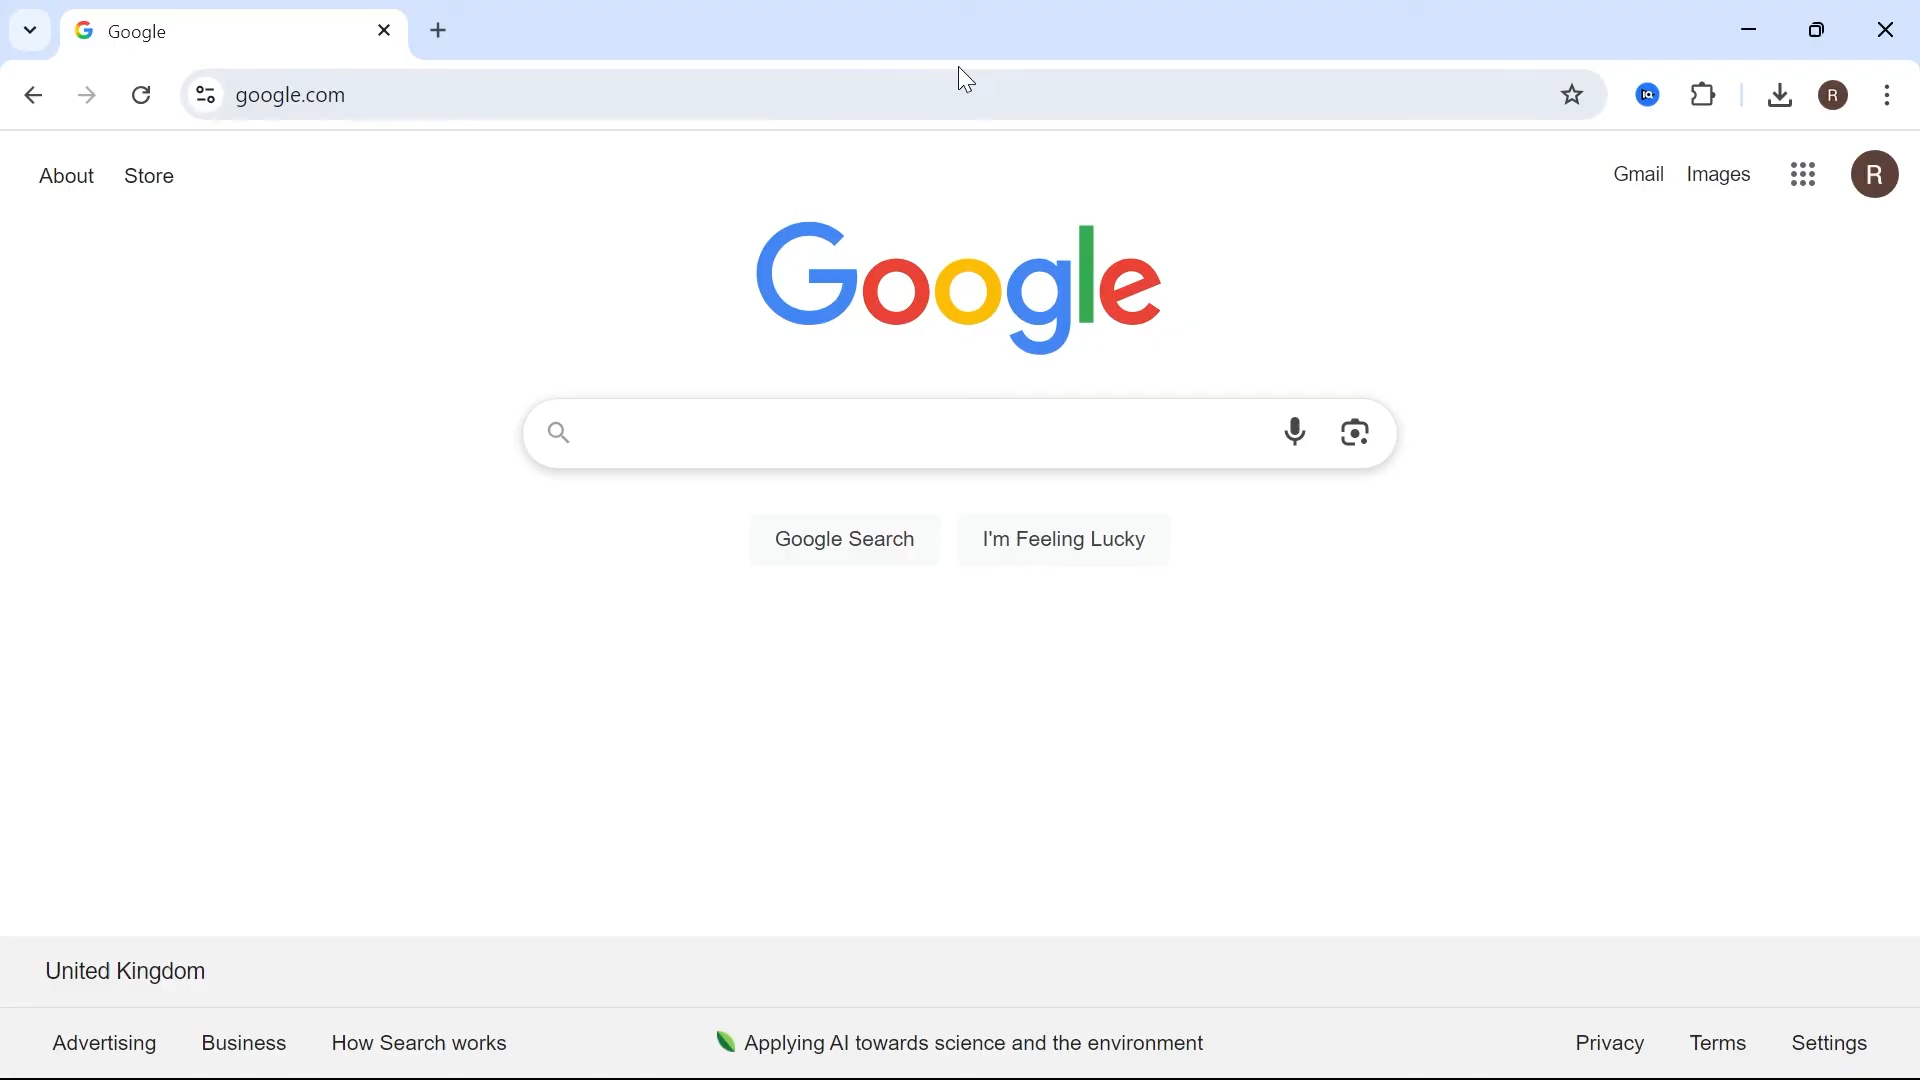 Google
google.com
R
About Store
Gmail Images
R
Google
Google Search I'm Feeling Lucky
United Kingdom
Advertising Business How Search works Applying AI towards science and the environment Privacy Terms Settings